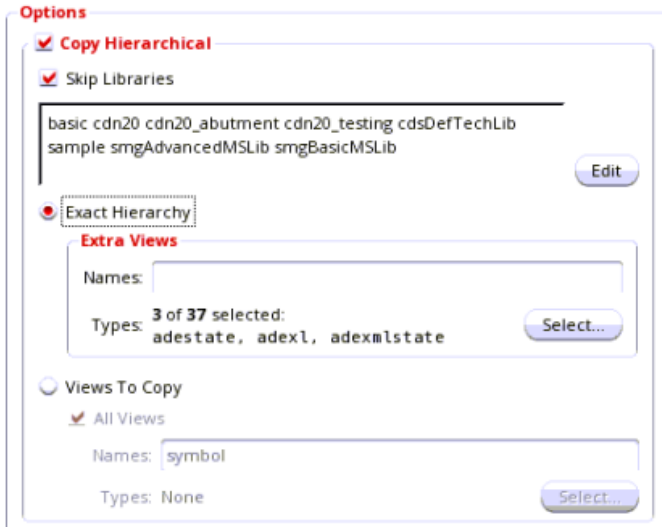 Options
Copy Hierarchical
Skip Libraries
basic cdn20 cdn20_abutment cdn20_testing cdsDefTechLib
sample smgAdvancedMSLib smgBasicMSLib
Edit
Exact Hierarchy
Extra Views
Names:
Types: 3 of 37 selected:
adestate, adexl, adexmlstate
Select...
Views To Copy
All Views
Names: symbol
Types: None
Select...